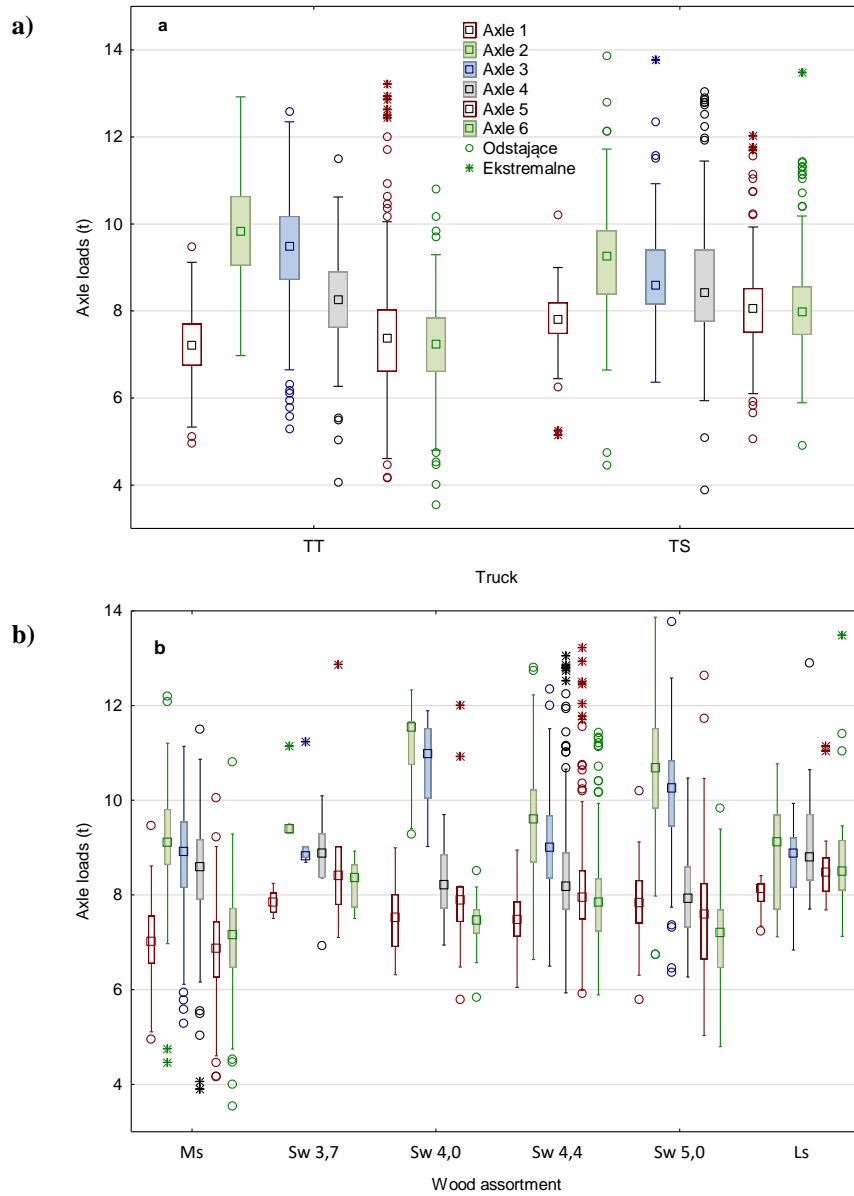 a)
a
Axle 1
Axle 2
Axle 3
Axle 4
Axle 5
Axle 6
Odstające
Ekstremalne
14
12
10
8
6
4
Axle loads (t)
TT TS
Truck
b)
b
14
12
10
8
6
4
Axle loads (t)
Ms Sw 3,7 Sw 4,0 Sw 4,4 Sw 5,0 Ls
Wood assortment